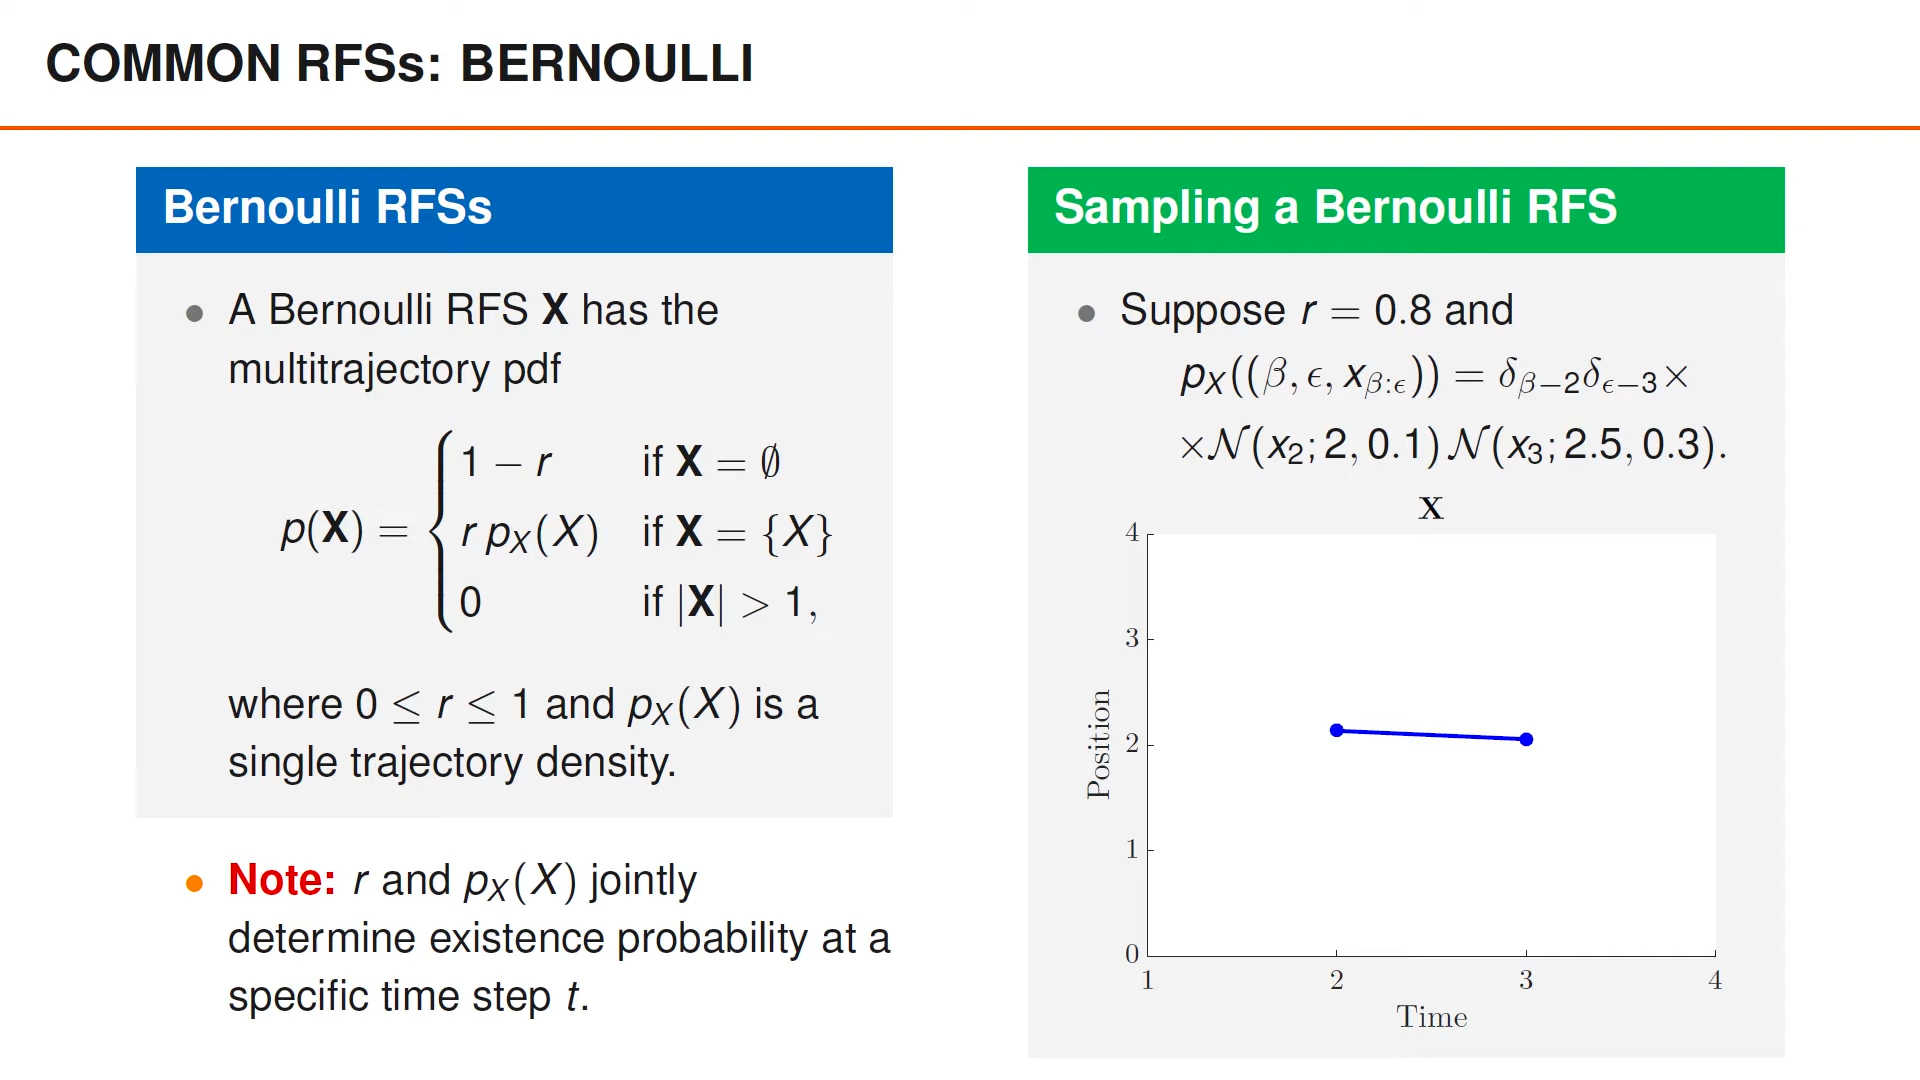 COMMON RFSs: BERNOULLI
Bernoulli RFSs
• A Bernoulli RFS X has the
multitrajectory pdf
p(X) = { 1 − r if X = ∅
r p_X(X) if X = {X}
0 if |X| > 1,
where 0 ≤ r ≤ 1 and p_X(X) is a
single trajectory density.
• Note: r and p_X(X) jointly
determine existence probability at a
specific time step t.
Sampling a Bernoulli RFS
• Suppose r = 0.8 and
p_X((β, ϵ, x_{β:ϵ})) = δ_{β−2}δ_{ϵ−3}×
×𝒩(x_2; 2, 0.1)𝒩(x_3; 2.5, 0.3).
X
4
3
2
1
0
Position
1 2 3 4
Time